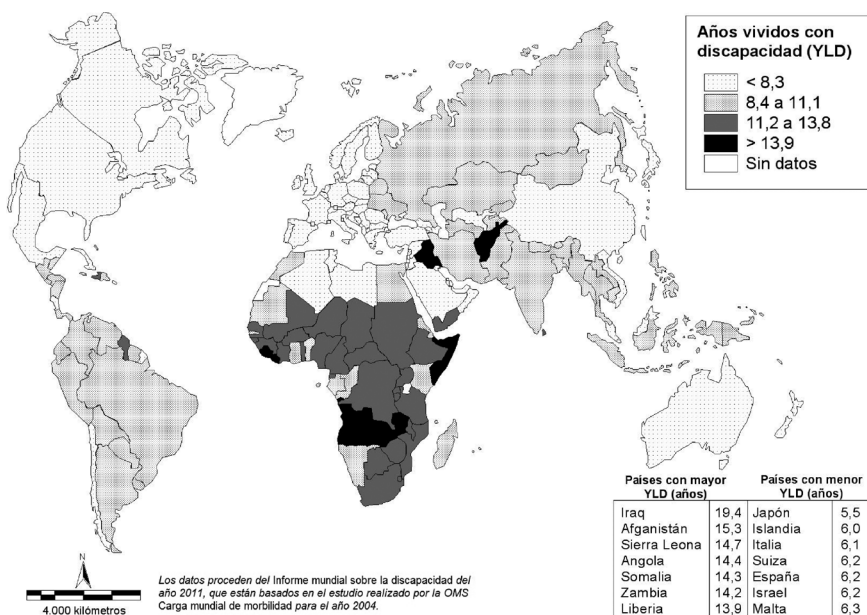 Años vividos con
discapacidad (YLD)
< 8,3
8,4 a 11,1
11,2 a 13,8
> 13,9
Sin datos
Países con mayor
YLD (años)
Países con menor
YLD (años)
Iraq 19,4 Japón 5,5
Afganistán 15,3 Islandia 6,0
Sierra Leona 14,7 Italia 6,1
Angola 14,4 Suiza 6,2
Somalia 14,3 España 6,2
Zambia 14,2 Israel 6,2
Liberia 13,9 Malta 6,3
N
4.000 kilómetros
Los datos proceden del Informe mundial sobre la discapacidad del
año 2011, que están basados en el estudio realizado por la OMS
Carga mundial de morbilidad para el año 2004.